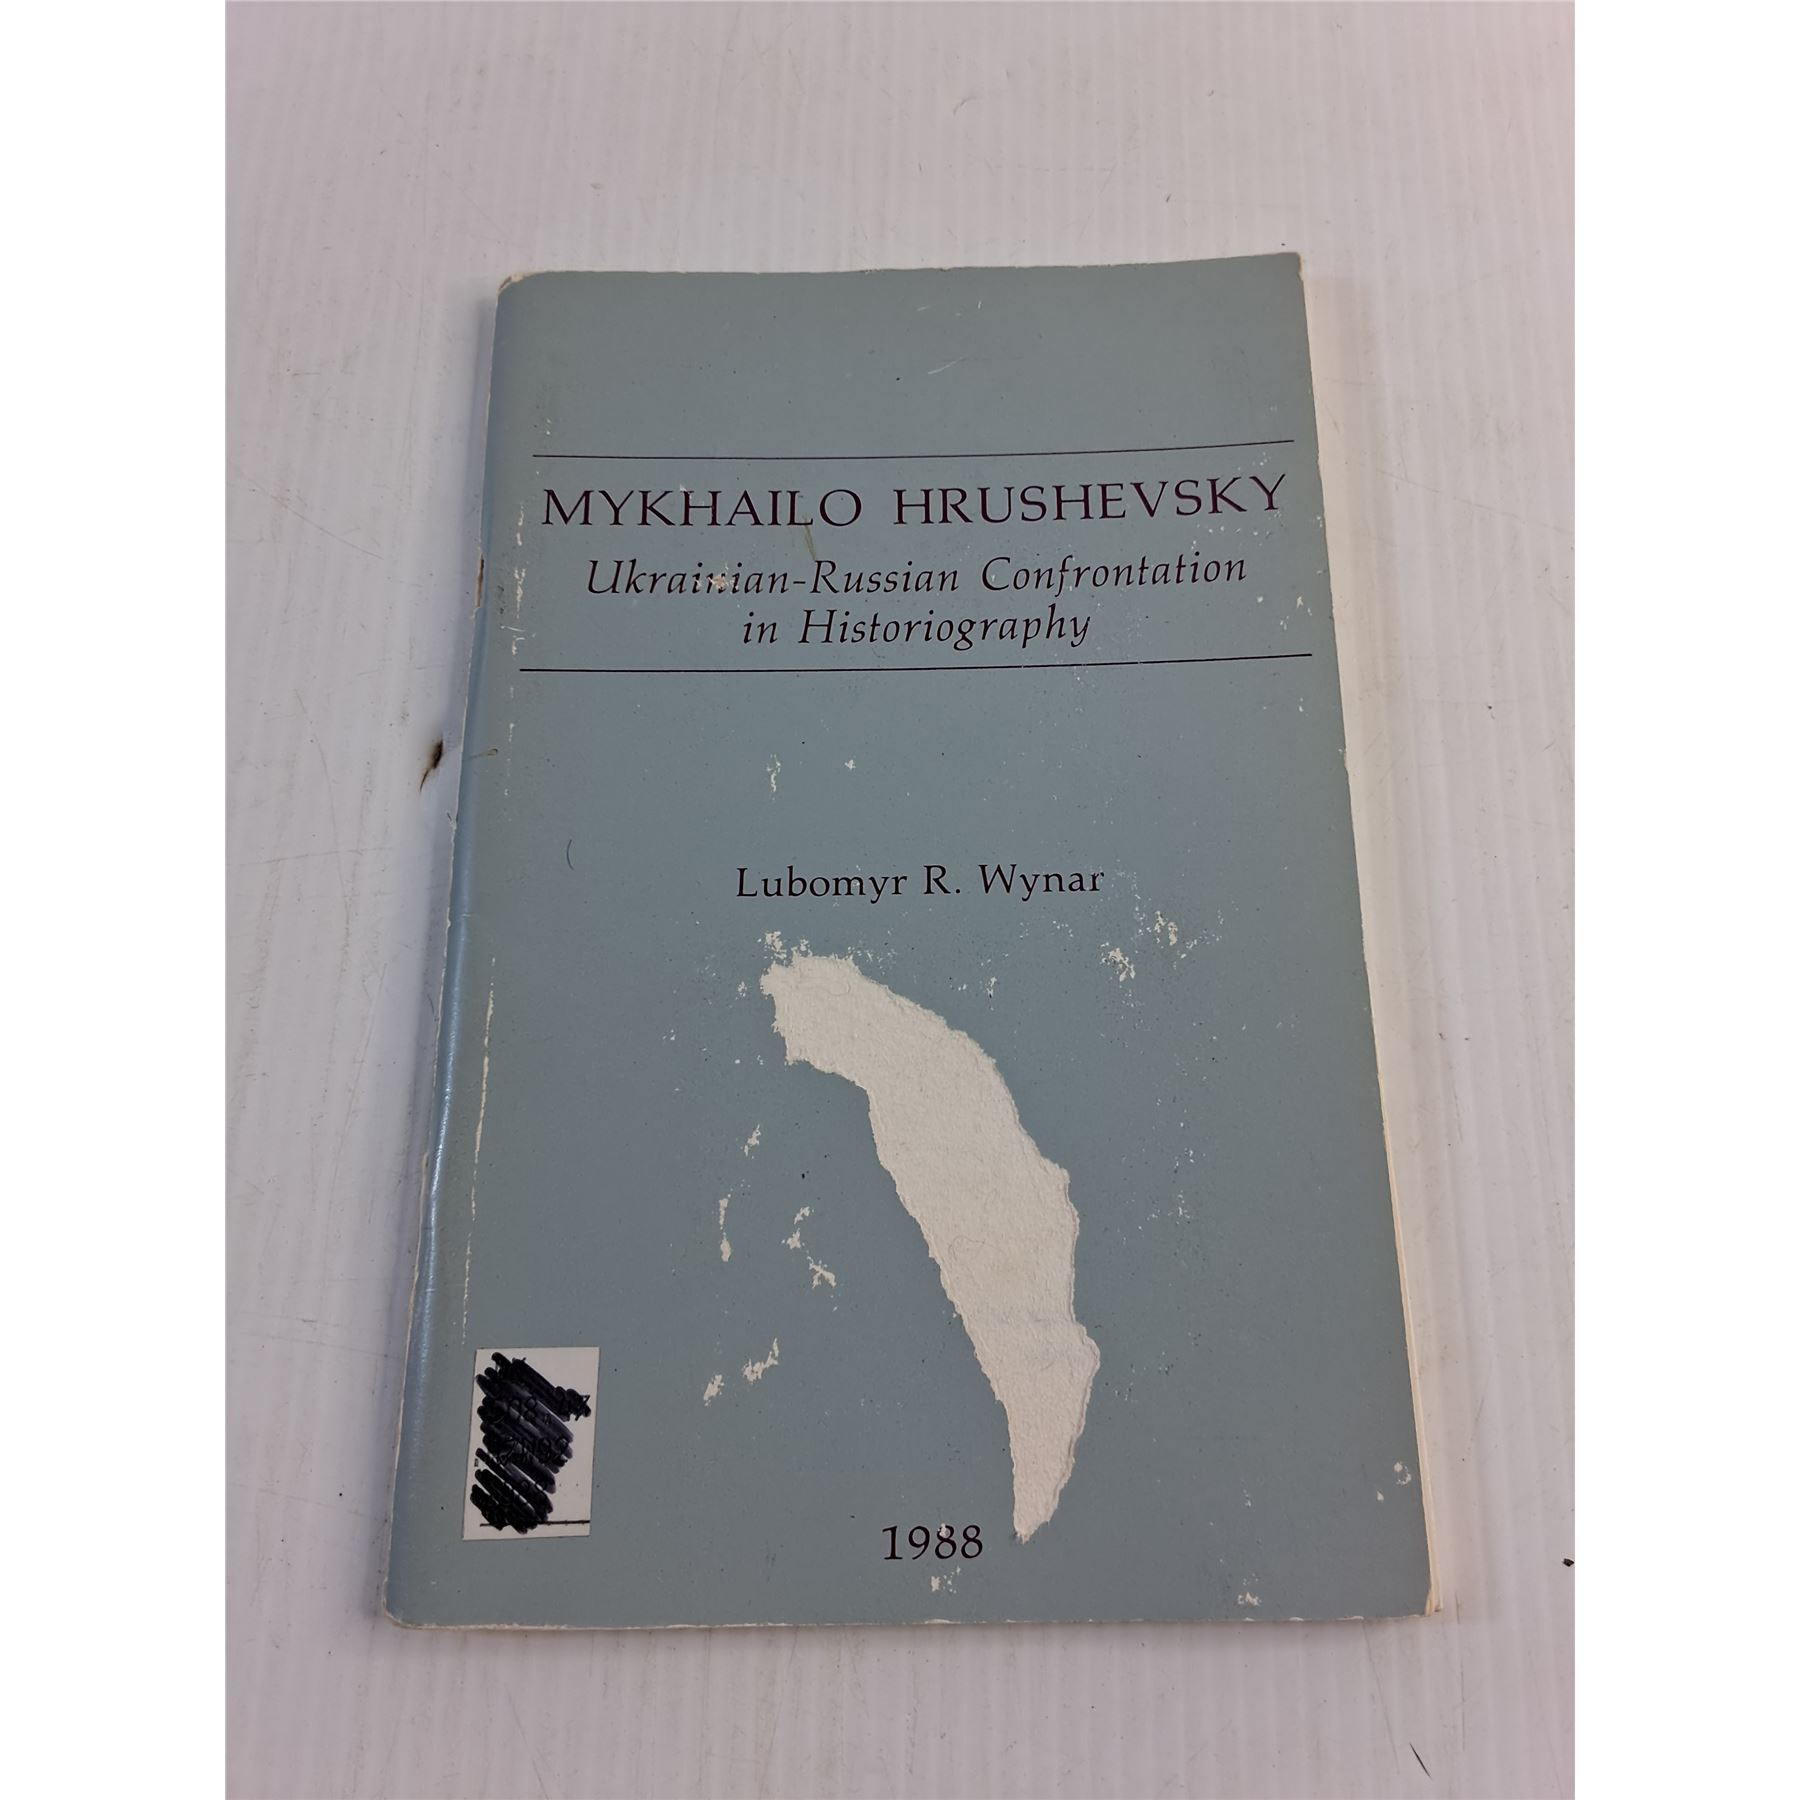 MYKHAILO HRUSHEVSKY
Ukrainian-Russian Confrontation
in Historiography
Lubomyr R. Wynar
1988